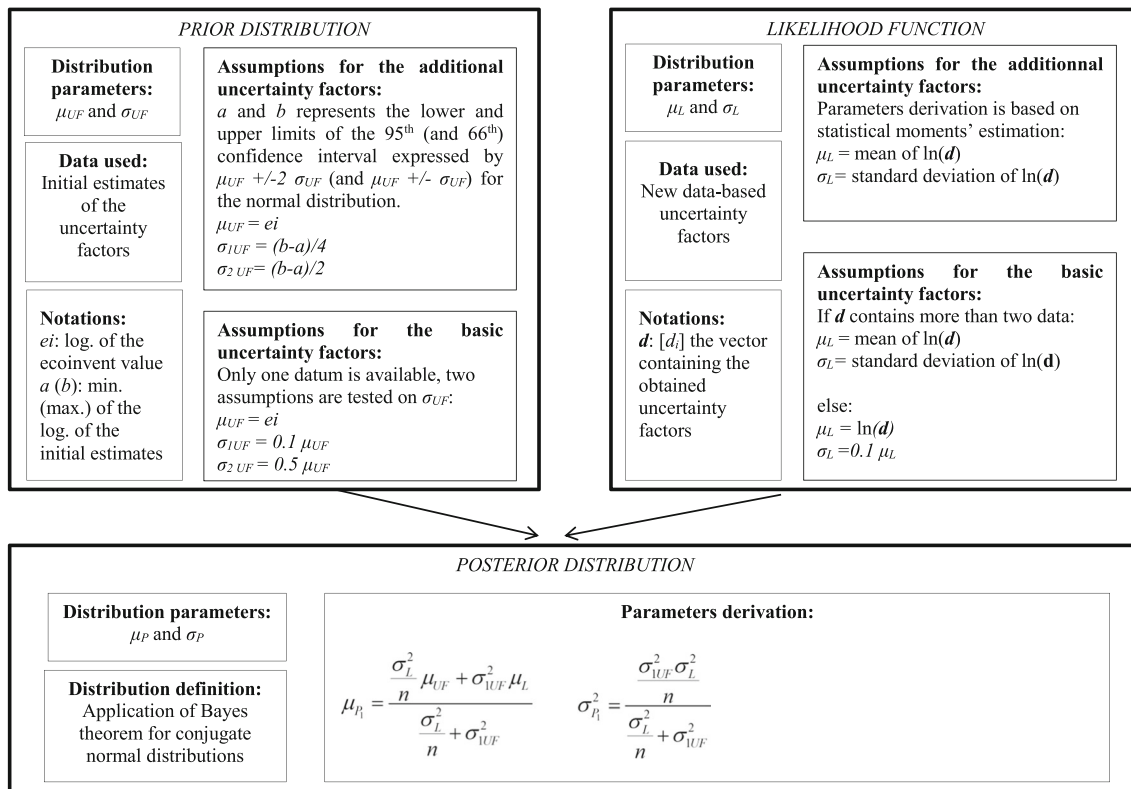 PRIOR DISTRIBUTION
Distribution
parameters:
μUF and σUF
Data used:
Initial estimates
of the
uncertainty
factors
Notations:
ei: log. of the
ecoinvent value
a (b): min.
(max.) of the
log. of the
initial estimates
Assumptions for the additional
uncertainty factors:
a and b represents the lower and
upper limits of the 95th (and 66th)
confidence interval expressed by
μUF +/-2 σUF (and μUF +/- σUF) for
the normal distribution.
μUF = ei
σ1UF = (b-a)/4
σ2 UF= (b-a)/2
Assumptions for the basic
uncertainty factors:
Only one datum is available, two
assumptions are tested on σUF:
μUF = ei
σ1UF = 0.1 μUF
σ2 UF = 0.5 μUF
LIKELIHOOD FUNCTION
Distribution
parameters:
μL and σL
Data used:
New data-based
uncertainty
factors
Notations:
d: [di] the vector
containing the
obtained
uncertainty
factors
Assumptions for the additionnal
uncertainty factors:
Parameters derivation is based on
statistical moments' estimation:
μL = mean of ln(d)
σL= standard deviation of ln(d)
Assumptions for the basic
uncertainty factors:
If d contains more than two data:
μL = mean of ln(d)
σL= standard deviation of ln(d)
else:
μL = ln(d)
σL =0.1 μL
POSTERIOR DISTRIBUTION
Distribution parameters:
μP and σP
Distribution definition:
Application of Bayes
theorem for conjugate
normal distributions
Parameters derivation:
μP1 = (σL²/n μUF + σ1UF² μL) / (σL²/n + σ1UF²)
σP1² = (σ1UF² σL²/n) / (σL²/n + σ1UF²)